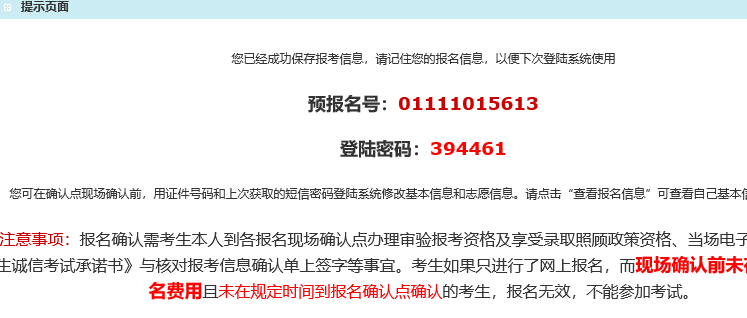 提示页面
您已经成功保存报考信息，请记住您的报名信息，以便下次登陆系统使用
预报名号：01111015613
登陆密码：394461
您可在确认点现场确认前，用证件号码和上次获取的短信密码登陆系统修改基本信息和志愿信息。请点击“查看报名信息”可查看自己基本信
注意事项：报名确认需考生本人到各报名现场确认点办理审验报考资格及享受录取照顾政策资格、当场电子
生诚信考试承诺书》与核对报考信息确认单上签字等事宜。考生如果只进行了网上报名，而现场确认前未在
名费用且未在规定时间到报名确认点确认的考生，报名无效，不能参加考试。